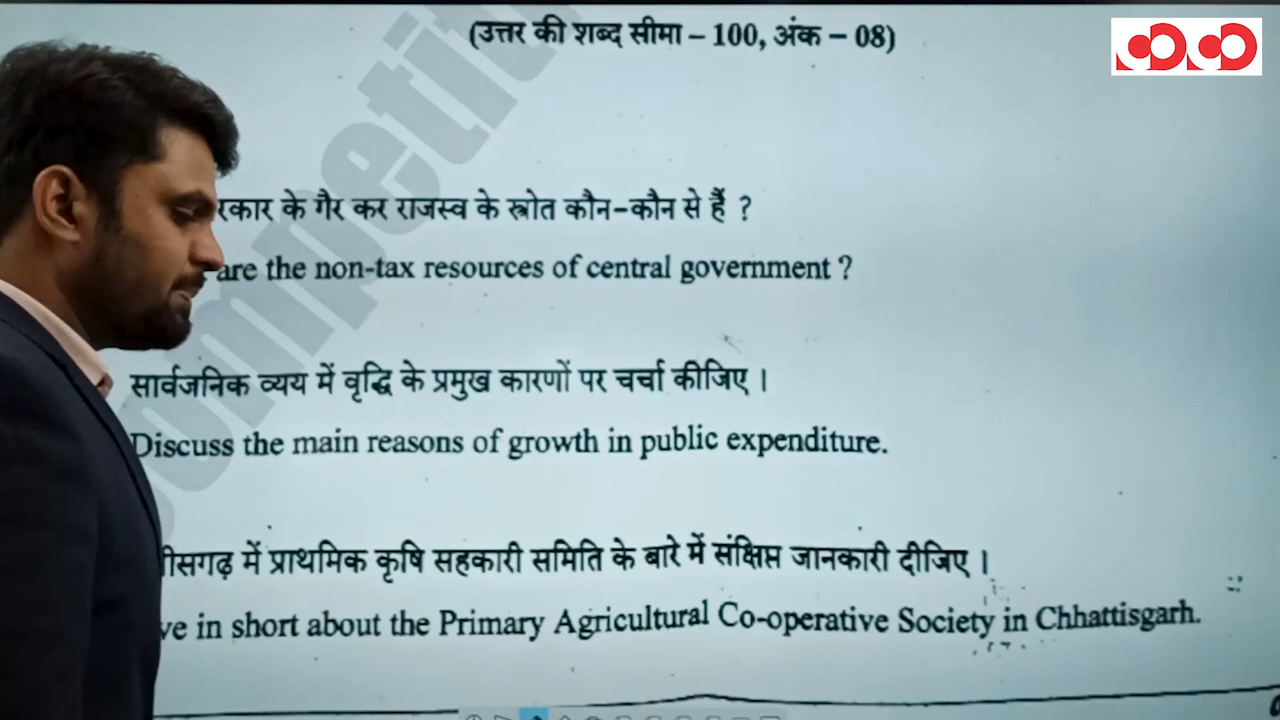 (उत्तर की शब्द सीमा – 100, अंक – 08)
रकार के गैर कर राजस्व के स्त्रोत कौन-कौन से हैं ?
are the non-tax resources of central government ?
सार्वजनिक व्यय में वृद्धि के प्रमुख कारणों पर चर्चा कीजिए ।
Discuss the main reasons of growth in public expenditure.
ीसगढ़ में प्राथमिक कृषि सहकारी समिति के बारे में संक्षिप्त जानकारी दीजिए ।
ve in short about the Primary Agricultural Co-operative Society in Chhattisgarh.